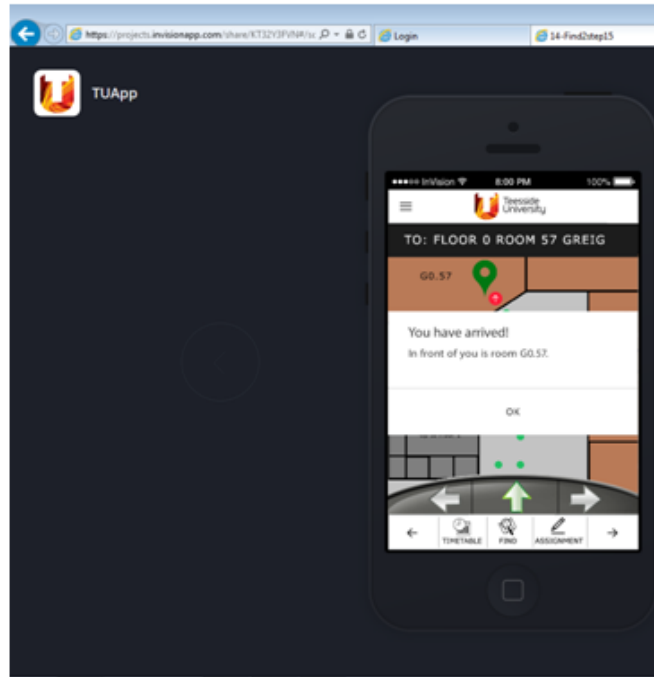 https://projects.invisionapp.com/share/KT32Y3FVNA#/sc
Login
14-Find2step15
TUApp
InVision
8:00 PM
100%
Teesside
University
TO: FLOOR 0 ROOM 57 GREIG
G0.57
You have arrived!
In front of you is room G0.57.
OK
TIMETABLE
FIND
ASSIGNMENT